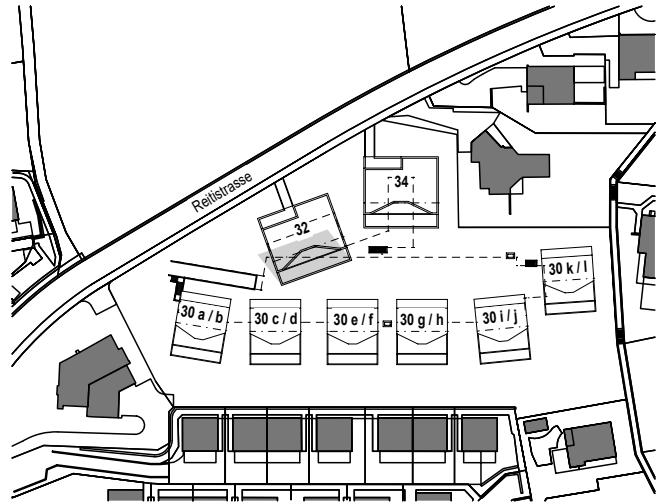 Reitistrasse
34
32
30 k / l
30 a / b
30 c / d
30 e / f
30 g / h
30 i / j